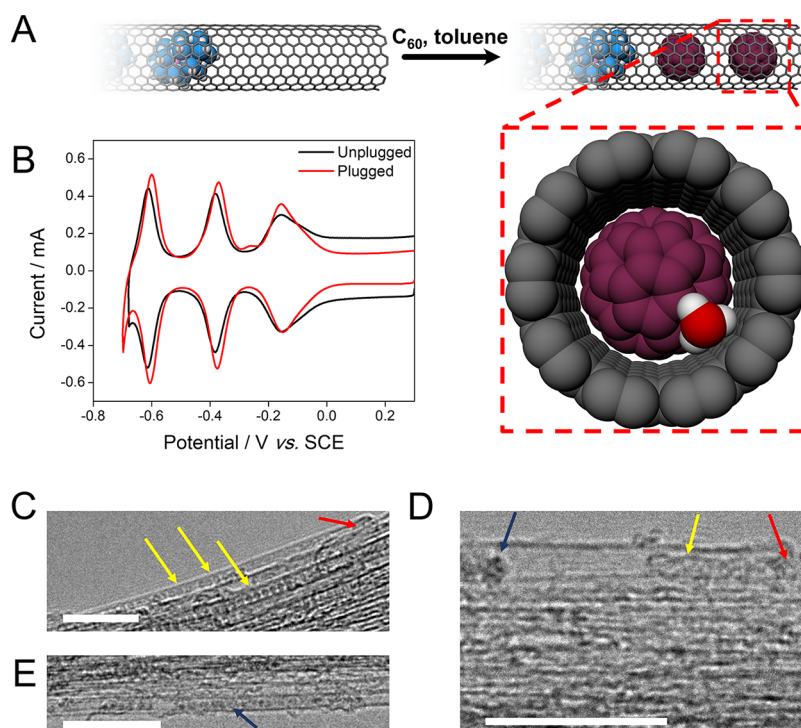 A
C₆₀, toluene
B
Unplugged
Plugged
0.6
0.4
0.2
0.0
-0.2
-0.4
-0.6
Current / mA
-0.8
-0.6
-0.4
-0.2
0.0
0.2
Potential / V vs. SCE
C
D
E